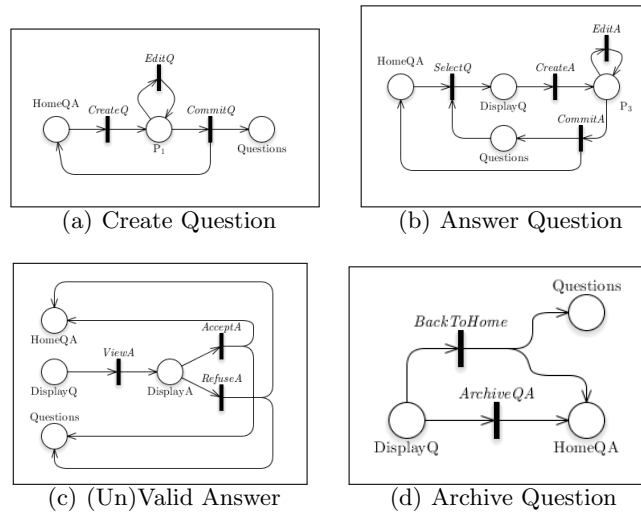 EditQ
HomeQA
CreateQ
CommitQ
P1
Questions
(a) Create Question
EditA
HomeQA
SelectQ
CreateA
DisplayQ
P3
CommitA
Questions
(b) Answer Question
HomeQA
AcceptA
ViewA
DisplayQ
DisplayA
RefuseA
Questions
(c) (Un)Valid Answer
Questions
BackToHome
ArchiveQA
DisplayQ
HomeQA
(d) Archive Question